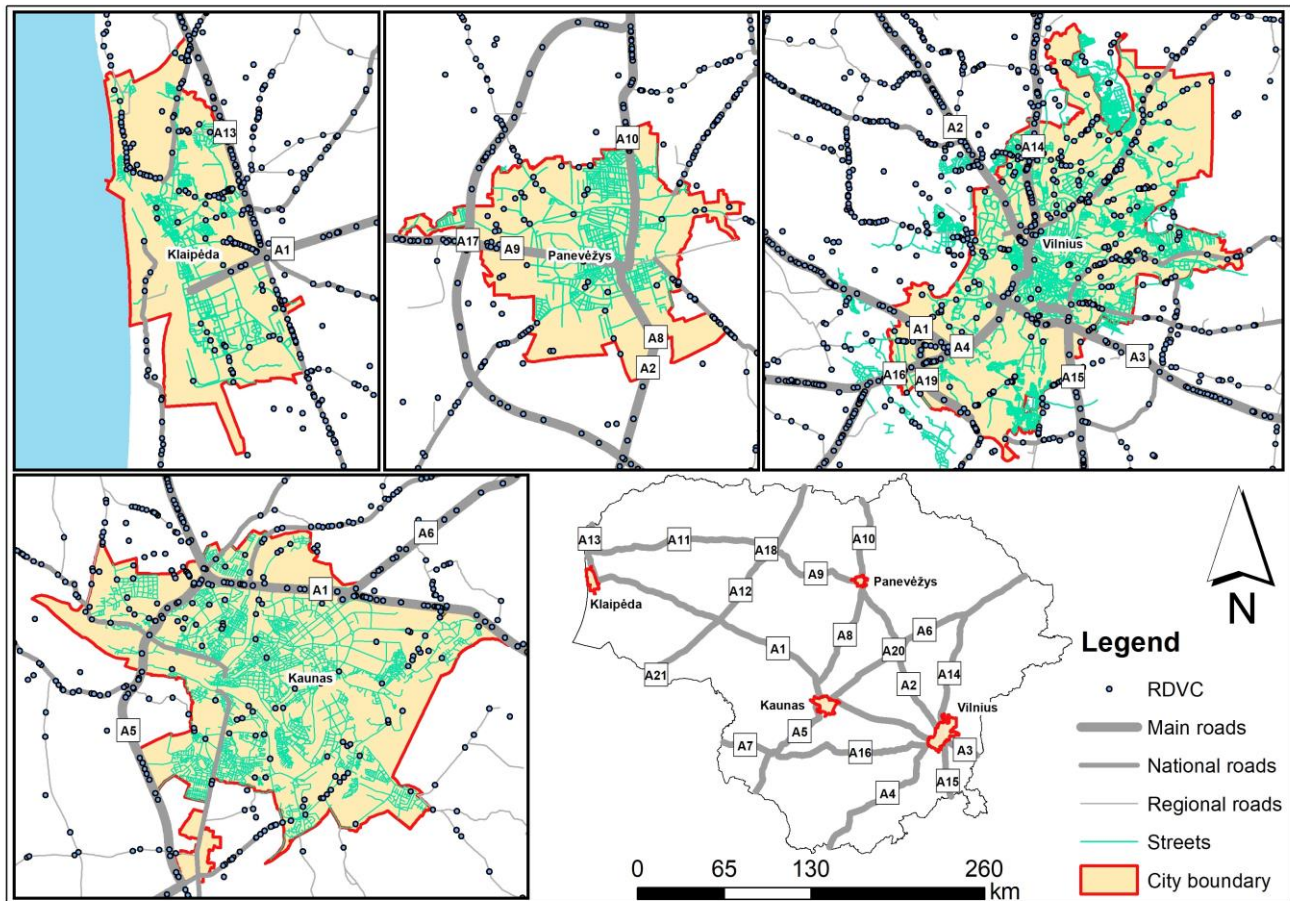 A13
A1
Klaipėda
A10
A17
A9
Panevėžys
A8
A2
A2
A14
Vilnius
A1
A4
A3
A16
A19
A15
A6
A1
Kaunas
A5
A13
A11
A18
A10
A9
Panevėžys
A12
Klaipėda
A8
A6
A1
A20
A21
A2
A14
Kaunas
Vilnius
A5
A7
A16
A3
A15
A4
N
Legend
RDVC
Main roads
National roads
Regional roads
Streets
City boundary
0 65 130 260
km